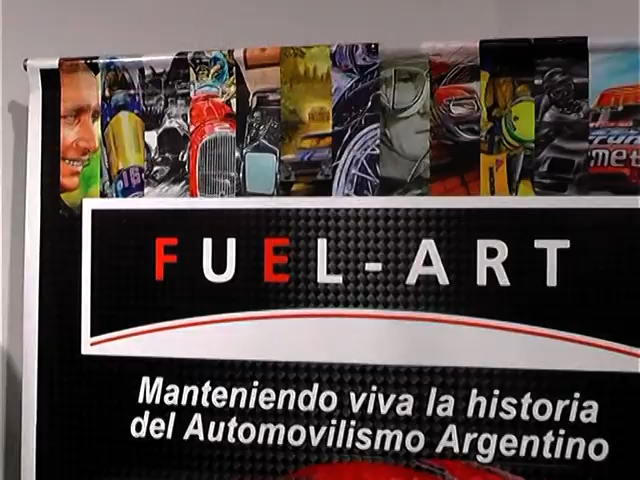 FUEL-ART
Manteniendo viva la historia
del Automovilismo Argentino